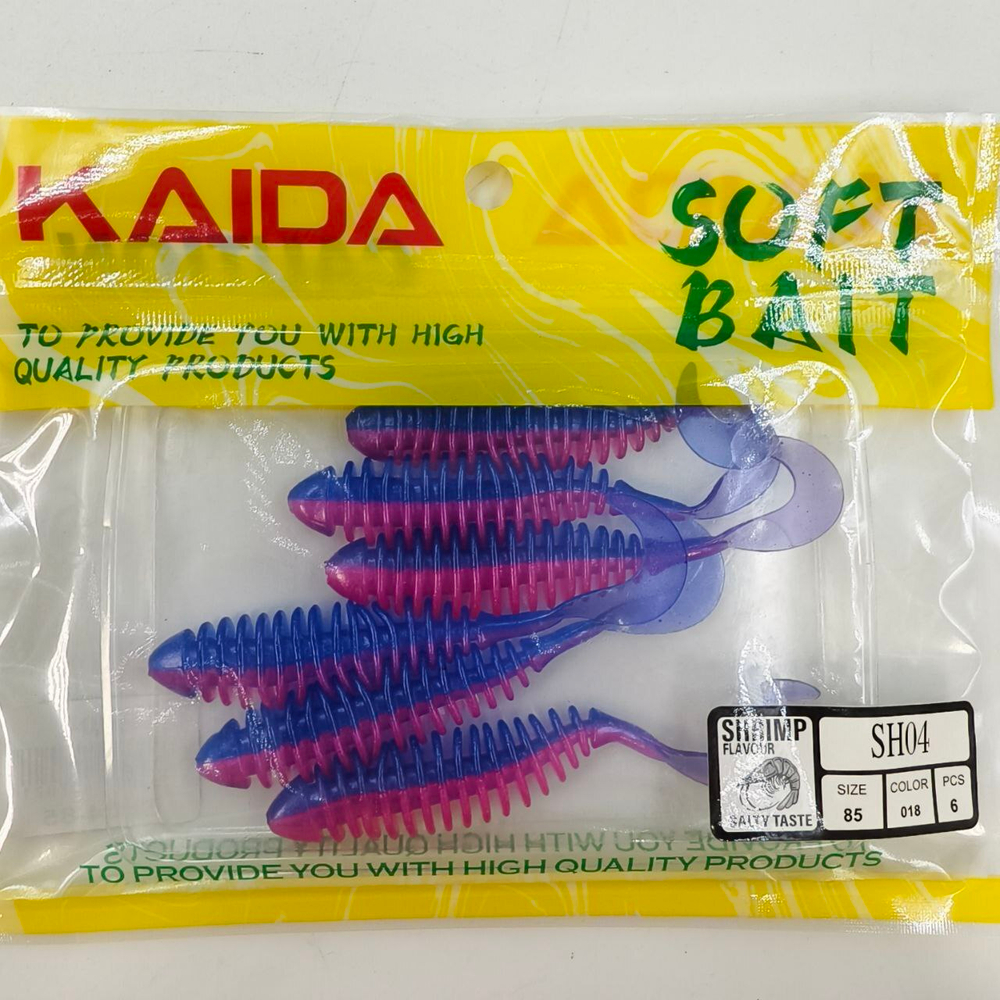 KAIDA
SOFT
BAIT
TO PROVIDE YOU WITH HIGH
QUALITY PRODUCTS
SHRIMP
FLAVOUR
SALTY TASTE
SH04
SIZE
85
COLOR
018
PCS
6
TO PROVIDE YOU WITH HIGH QUALITY PRODUCTS